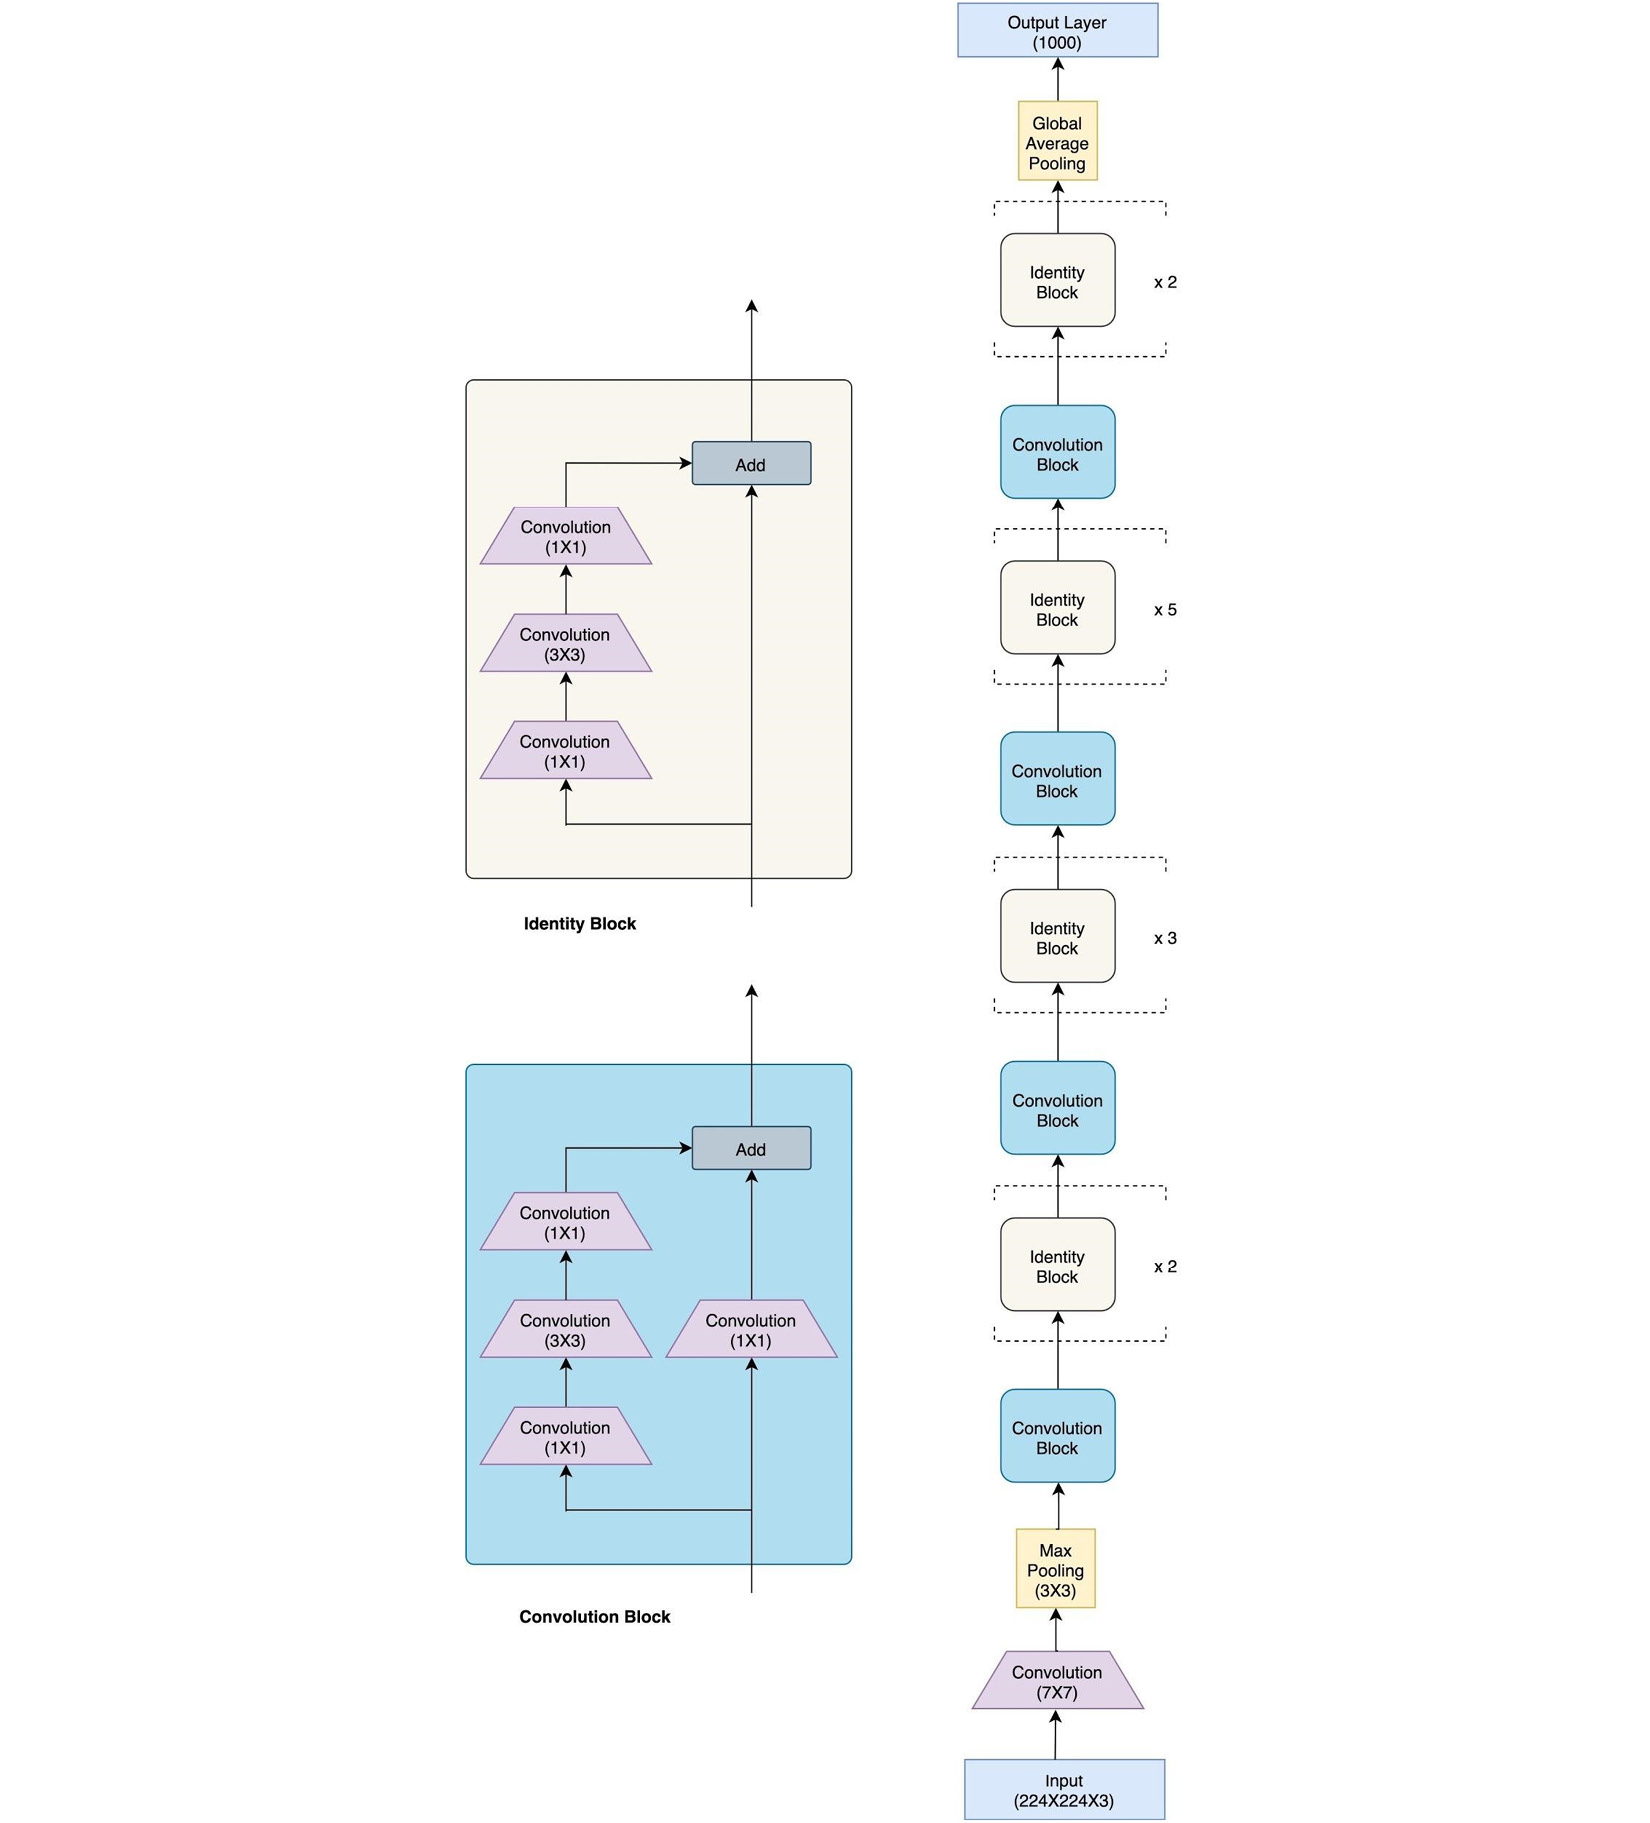 Output Layer
(1000)
Global
Average
Pooling
Identity
Block
x 2
Convolution
Block
Identity
Block
x 5
Convolution
Block
Identity
Block
x 3
Convolution
Block
Identity
Block
x 2
Convolution
Block
Max
Pooling
(3X3)
Convolution
(7X7)
Input
(224X224X3)
Add
Convolution
(1X1)
Convolution
(3X3)
Convolution
(1X1)
Identity Block
Add
Convolution
(1X1)
Convolution
(3X3)
Convolution
(1X1)
Convolution
(1X1)
Convolution Block